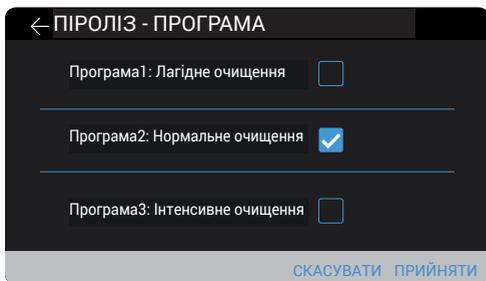 ПІРОЛІЗ - ПРОГРАМА
Програма1: Лагідне очищення
Програма2: Нормальне очищення
Програма3: Інтенсивне очищення
СКАСУВАТИ ПРИЙНЯТИ